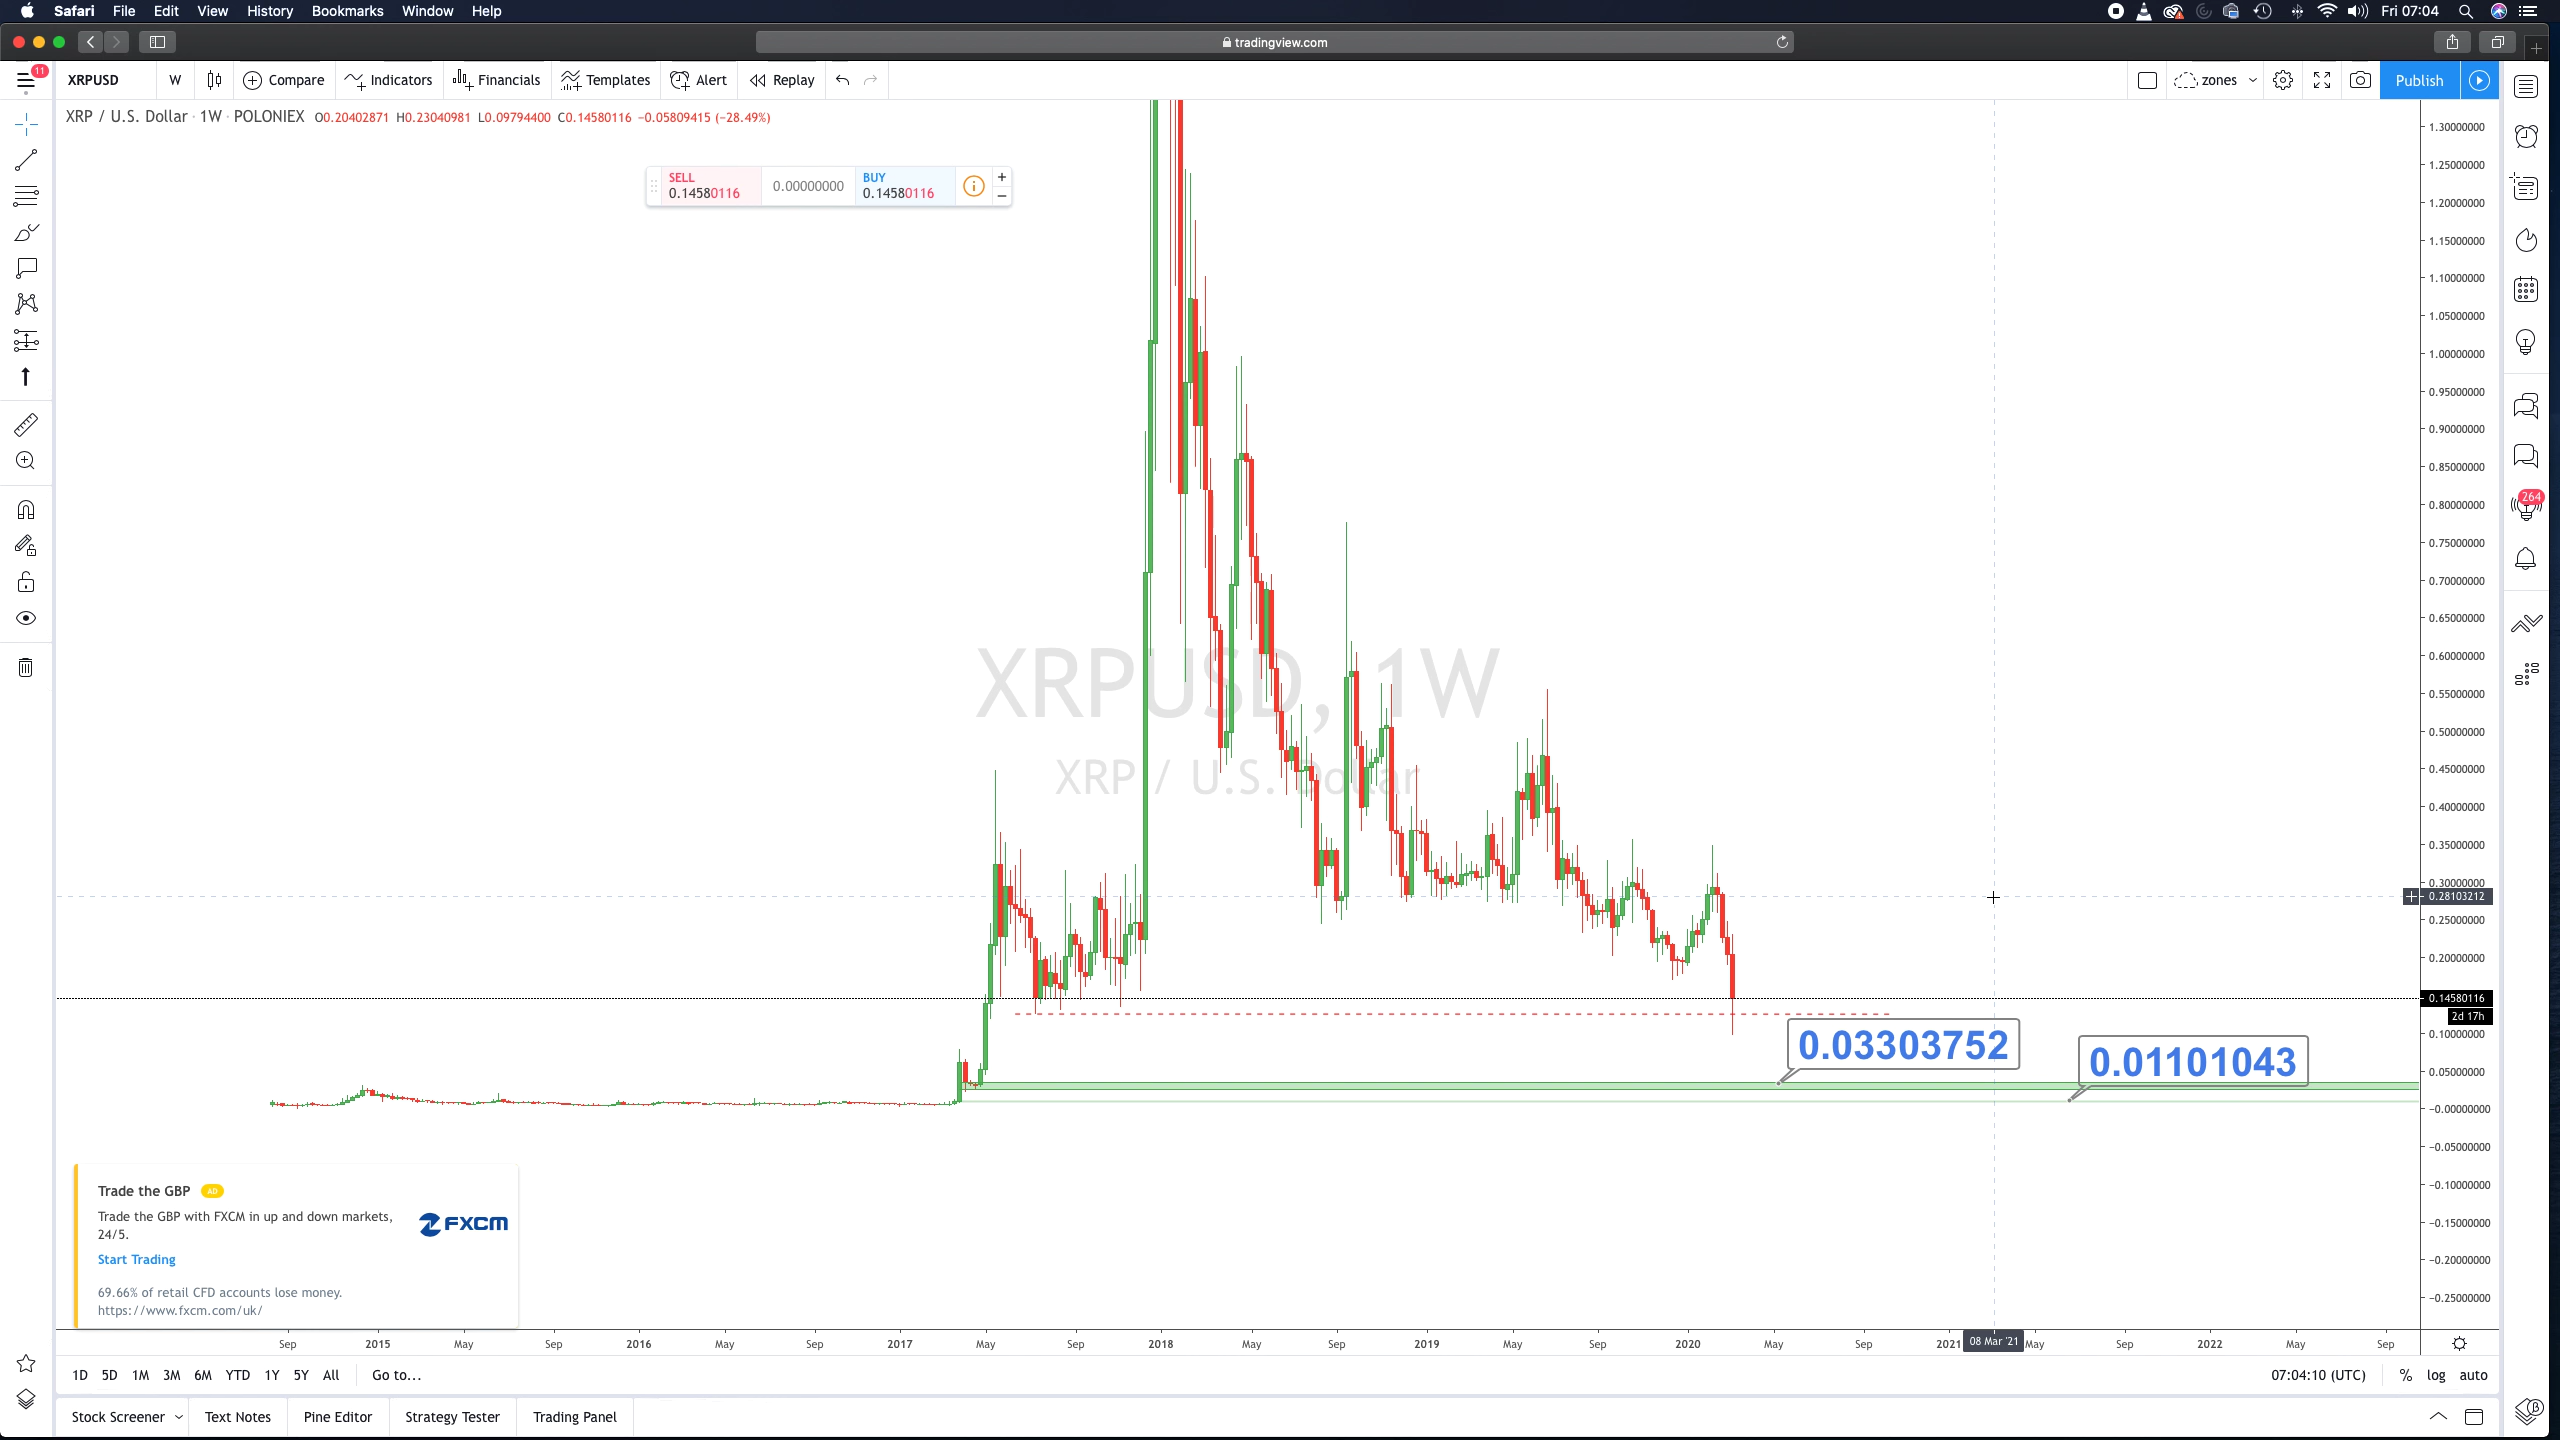 Safari File Edit View History Bookmarks Window Help Fri 07:04
tradingview.com
11 XRPUSD W Compare Indicators Financials Templates Alert Replay zones Publish
XRP / U.S. Dollar · 1W · POLONIEX O0.20402871 H0.23040981 L0.09794400 C0.14580116 −0.05809415 (−28.49%)
SELL 0.00000000 BUY
0.14580116 0.14580116
1.30000000
1.25000000
1.20000000
1.15000000
1.10000000
1.05000000
1.00000000
0.95000000
0.90000000
0.85000000
0.80000000
0.75000000
0.70000000
0.65000000
0.60000000
0.55000000
0.50000000
0.45000000
0.40000000
0.35000000
0.30000000
0.28103212
0.25000000
0.20000000
0.14580116
2d 17h
0.10000000
0.05000000
-0.00000000
-0.05000000
-0.10000000
-0.15000000
-0.20000000
-0.25000000
264
XRPUSD, 1W
XRP / U.S. Dollar
0.03303752
0.01101043
Trade the GBP AD
Trade the GBP with FXCM in up and down markets,
24/5.
FXCM
Start Trading
69.66% of retail CFD accounts lose money.
https://www.fxcm.com/uk/
Sep 2015 May Sep 2016 May Sep 2017 May Sep 2018 May Sep 2019 May Sep 2020 May Sep 2021 08 Mar '21 May Sep 2022 May Sep
1D 5D 1M 3M 6M YTD 1Y 5Y All Go to... 07:04:10 (UTC) % log auto
Stock Screener Text Notes Pine Editor Strategy Tester Trading Panel